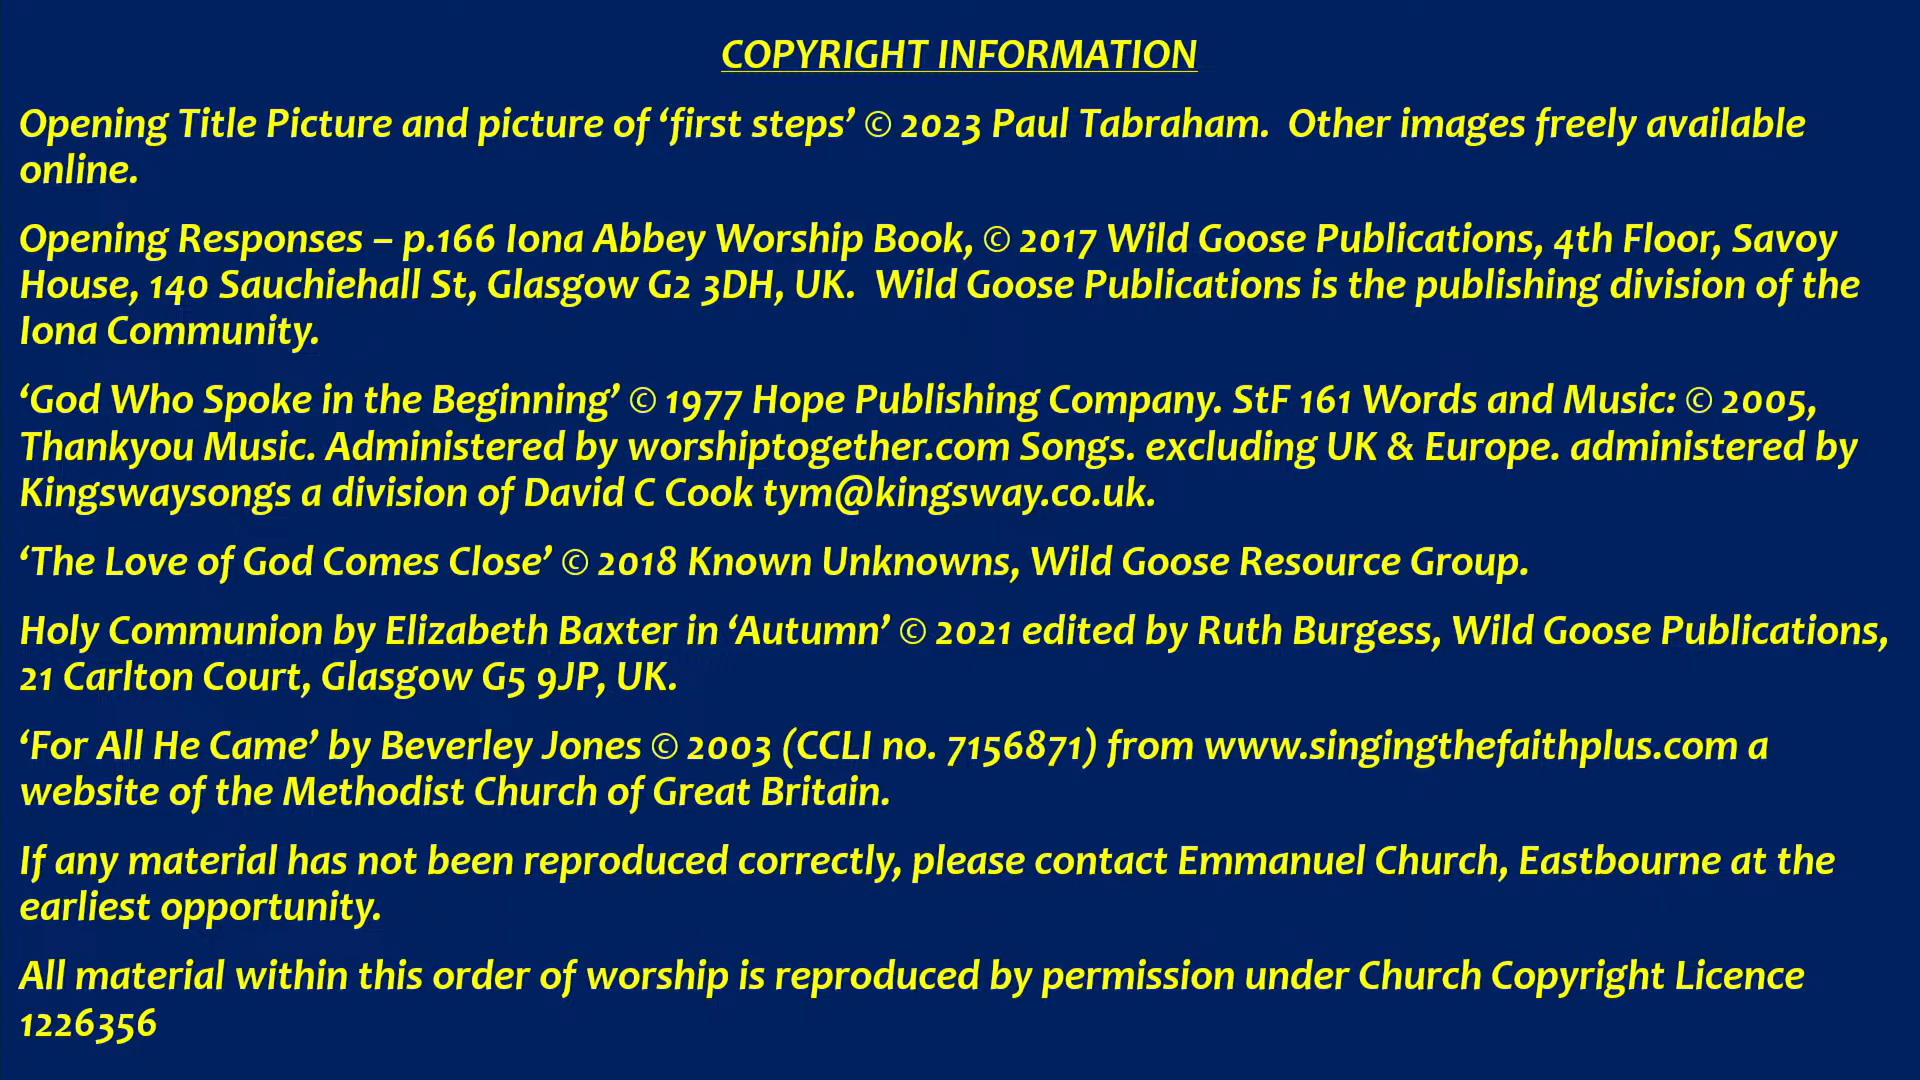 COPYRIGHT INFORMATION
Opening Title Picture and picture of ‘first steps’ © 2023 Paul Tabraham.  Other images freely available
online.
Opening Responses – p.166 Iona Abbey Worship Book, © 2017 Wild Goose Publications, 4th Floor, Savoy
House, 140 Sauchiehall St, Glasgow G2 3DH, UK.  Wild Goose Publications is the publishing division of the
Iona Community.
‘God Who Spoke in the Beginning’ © 1977 Hope Publishing Company. StF 161 Words and Music: © 2005,
Thankyou Music. Administered by worshiptogether.com Songs. excluding UK & Europe. administered by
Kingswaysongs a division of David C Cook tym@kingsway.co.uk.
‘The Love of God Comes Close’ © 2018 Known Unknowns, Wild Goose Resource Group.
Holy Communion by Elizabeth Baxter in ‘Autumn’ © 2021 edited by Ruth Burgess, Wild Goose Publications,
21 Carlton Court, Glasgow G5 9JP, UK.
‘For All He Came’ by Beverley Jones © 2003 (CCLI no. 7156871) from www.singingthefaithplus.com a
website of the Methodist Church of Great Britain.
If any material has not been reproduced correctly, please contact Emmanuel Church, Eastbourne at the
earliest opportunity.
All material within this order of worship is reproduced by permission under Church Copyright Licence
1226356